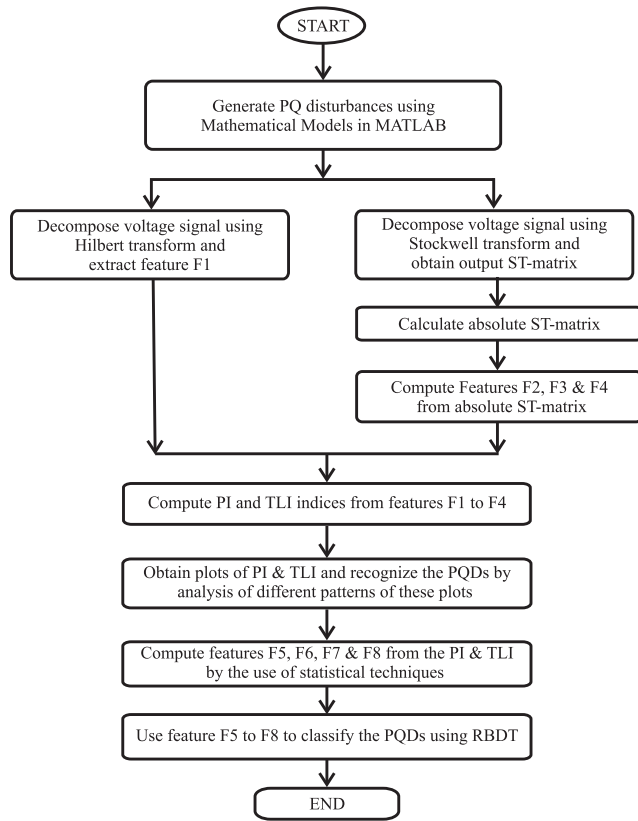 START
Generate PQ disturbances using
Mathematical Models in MATLAB
Decompose voltage signal using
Hilbert transform and
extract feature F1
Decompose voltage signal using
Stockwell transform and
obtain output ST-matrix
Calculate absolute ST-matrix
Compute Features F2, F3 & F4
from absolute ST-matrix
Compute PI and TLI indices from features F1 to F4
Obtain plots of PI & TLI and recognize the PQDs by
analysis of different patterns of these plots
Compute features F5, F6, F7 & F8 from the PI & TLI
by the use of statistical techniques
Use feature F5 to F8 to classify the PQDs using RBDT
END